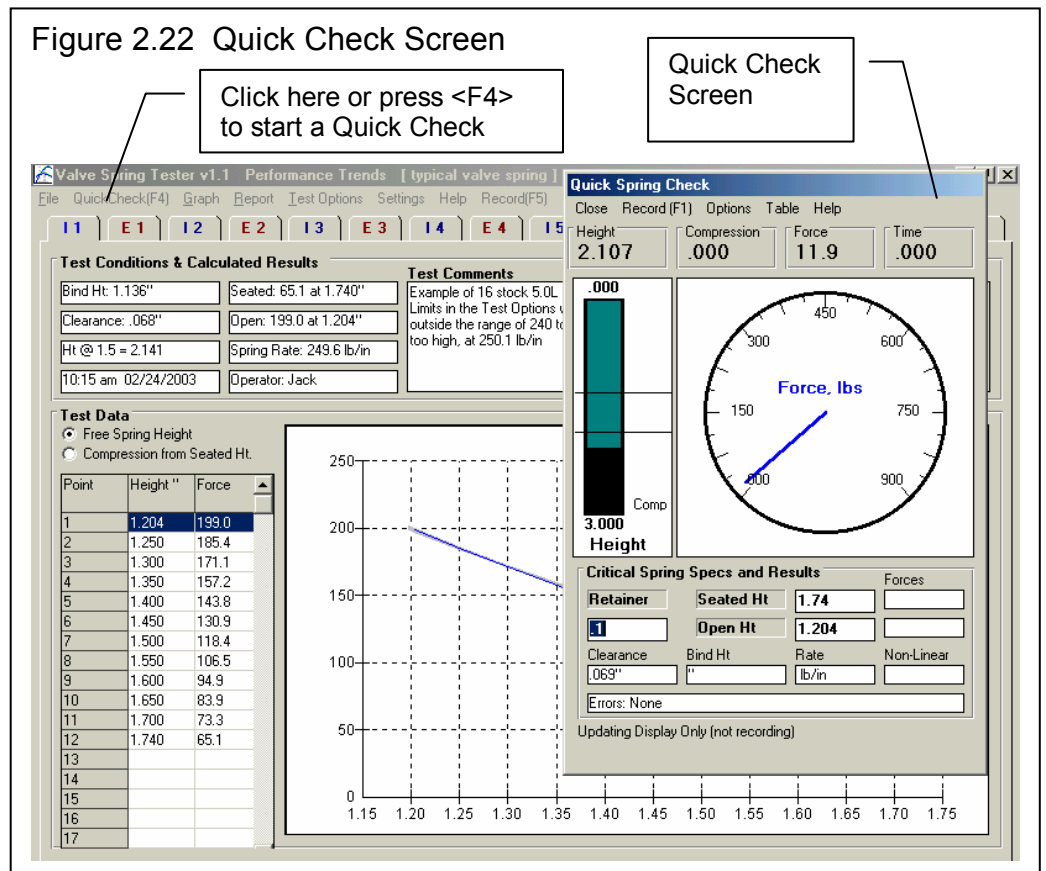 Figure 2.22 Quick Check Screen
Click here or press <F4>
to start a Quick Check
Quick Check
Screen
Valve Spring Tester v1.1 Performance Trends [ typical valve spring ]
File QuickCheck(F4) Graph Report Test Options Settings Help Record(F5)
I 1 E 1 I 2 E 2 I 3 E 3 I 4 E 4 I 5
Test Conditions & Calculated Results
Bind Ht: 1.136" Seated: 65.1 at 1.740"
Clearance: .068" Open: 199.0 at 1.204"
Ht @ 1.5 = 2.141 Spring Rate: 249.6 lb/in
10:15 am 02/24/2003 Operator: Jack
Test Comments
Example of 16 stock 5.0L
Limits in the Test Options
outside the range of 240
too high, at 250.1 lb/in
Test Data
Free Spring Height
Compression from Seated Ht.
Point Height " Force
1 1.204 199.0
2 1.250 185.4
3 1.300 171.1
4 1.350 157.2
5 1.400 143.8
6 1.450 130.9
7 1.500 118.4
8 1.550 106.5
9 1.600 94.9
10 1.650 83.9
11 1.700 73.3
12 1.740 65.1
13
14
15
16
17
250
200
150
100
50
0
1.15 1.20 1.25 1.30 1.35 1.40 1.45 1.50 1.55 1.60 1.65 1.70 1.75
Quick Spring Check
Close Record (F1) Options Table Help
Height Compression Force Time
2.107 .000 11.9 .000
.000
Comp
3.000
Height
450
300 600
Force, lbs
150 750
900
Critical Spring Specs and Results
Forces
Retainer Seated Ht 1.74
.1 Open Ht 1.204
Clearance Bind Ht Rate Non-Linear
.069" " lb/in
Errors: None
Updating Display Only (not recording)